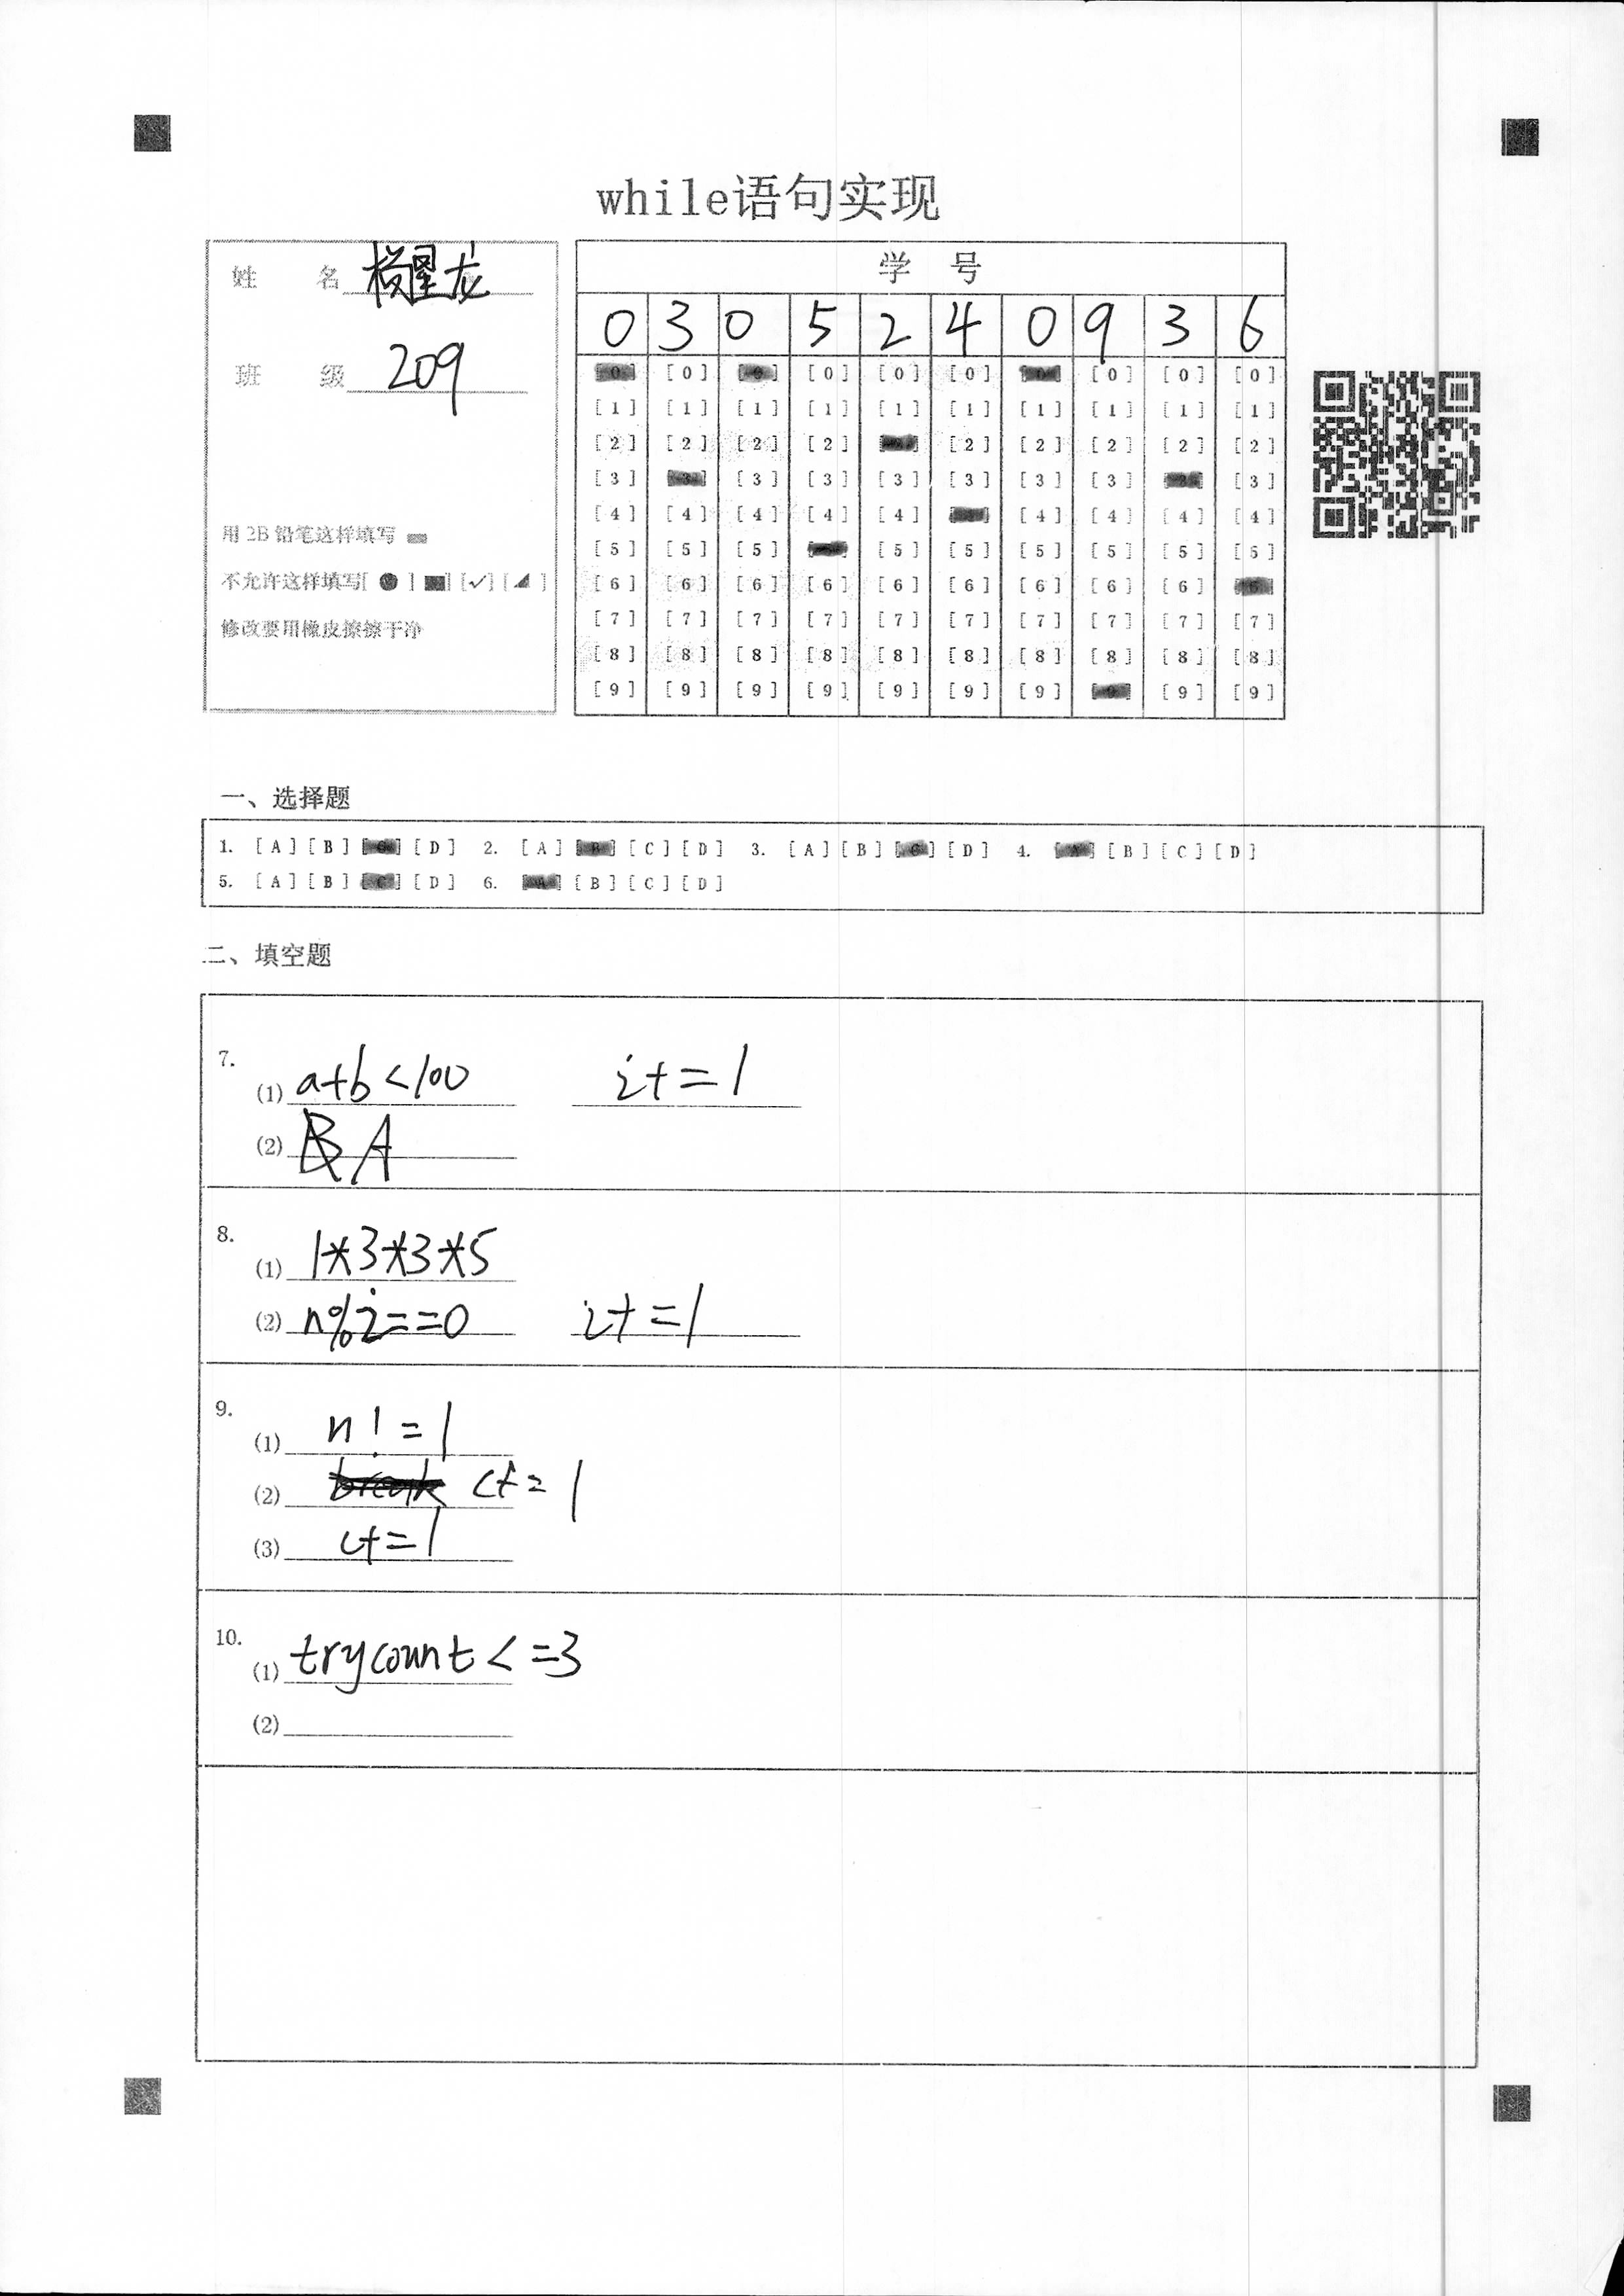 while语句实现
姓 名 杨星龙
班 级 209
用 2B 铅笔这样填写
不允许这样填写[ ● ] [■] [✓] [◢]
修改要用橡皮擦擦干净
学 号
0 3 0 5 2 4 0 9 3 6
[0] [0] [0] [0] [0] [0] [0] [0] [0] [0]
[1] [1] [1] [1] [1] [1] [1] [1] [1] [1]
[2] [2] [2] [2] [2] [2] [2] [2] [2] [2]
[3] [3] [3] [3] [3] [3] [3] [3] [3] [3]
[4] [4] [4] [4] [4] [4] [4] [4] [4] [4]
[5] [5] [5] [5] [5] [5] [5] [5] [5] [5]
[6] [6] [6] [6] [6] [6] [6] [6] [6] [6]
[7] [7] [7] [7] [7] [7] [7] [7] [7] [7]
[8] [8] [8] [8] [8] [8] [8] [8] [8] [8]
[9] [9] [9] [9] [9] [9] [9] [9] [9] [9]
一、选择题
1. [A] [B] [C] [D] 2. [A] [B] [C] [D] 3. [A] [B] [C] [D] 4. [A] [B] [C] [D]
5. [A] [B] [C] [D] 6. [A] [B] [C] [D]
二、填空题
7.
(1) a+b<100 i+=1
(2) B A
8.
(1) 1*3*3*5
(2) n%i==0 i+=1
9.
(1) n!=1
(2) break c+=1
(3) c+=1
10.
(1) trycount<=3
(2)